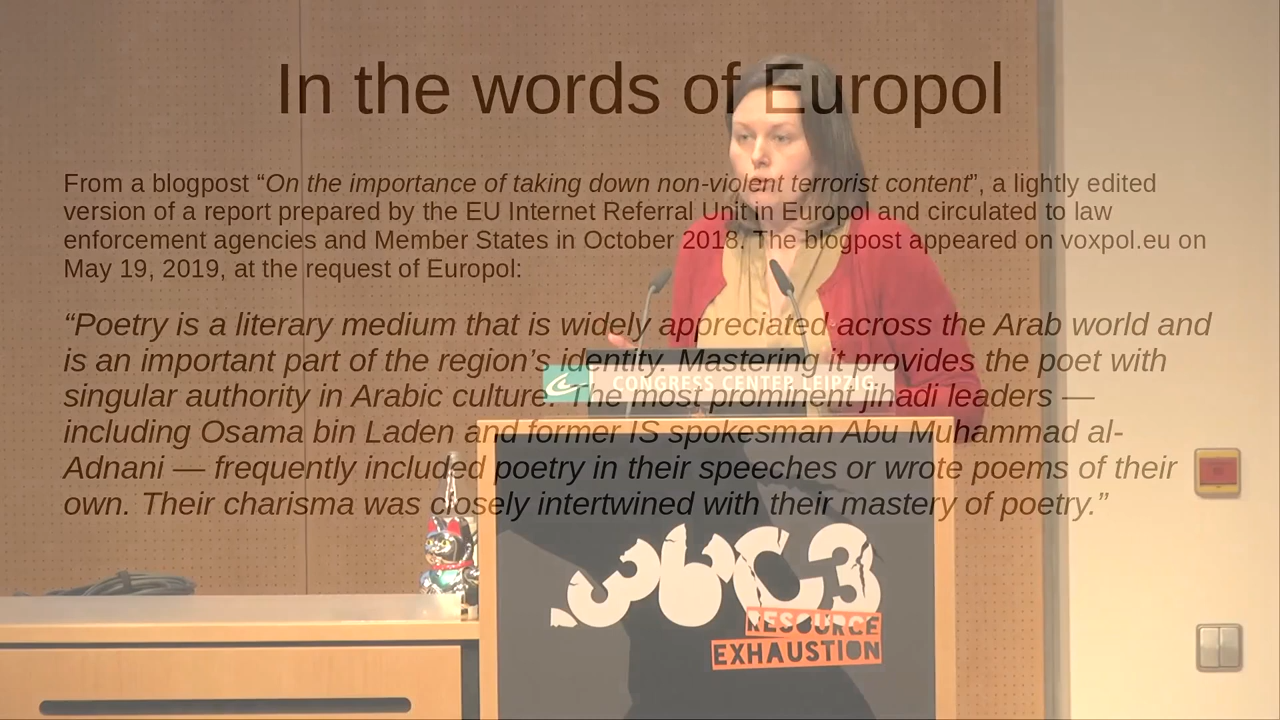 In the words of Europol
From a blogpost “On the importance of taking down non-violent terrorist content”, a lightly edited
version of a report prepared by the EU Internet Referral Unit in Europol and circulated to law
enforcement agencies and Member States in October 2018. The blogpost appeared on voxpol.eu on
May 19, 2019, at the request of Europol:
“Poetry is a literary medium that is widely appreciated across the Arab world and
is an important part of the region’s identity. Mastering it provides the poet with
singular authority in Arabic culture. The most prominent jihadi leaders —
including Osama bin Laden and former IS spokesman Abu Muhammad al-
Adnani — frequently included poetry in their speeches or wrote poems of their
own. Their charisma was closely intertwined with their mastery of poetry.”
CONGRESS CENTER LEIPZIG
36C3
RESOURCE
EXHAUSTION